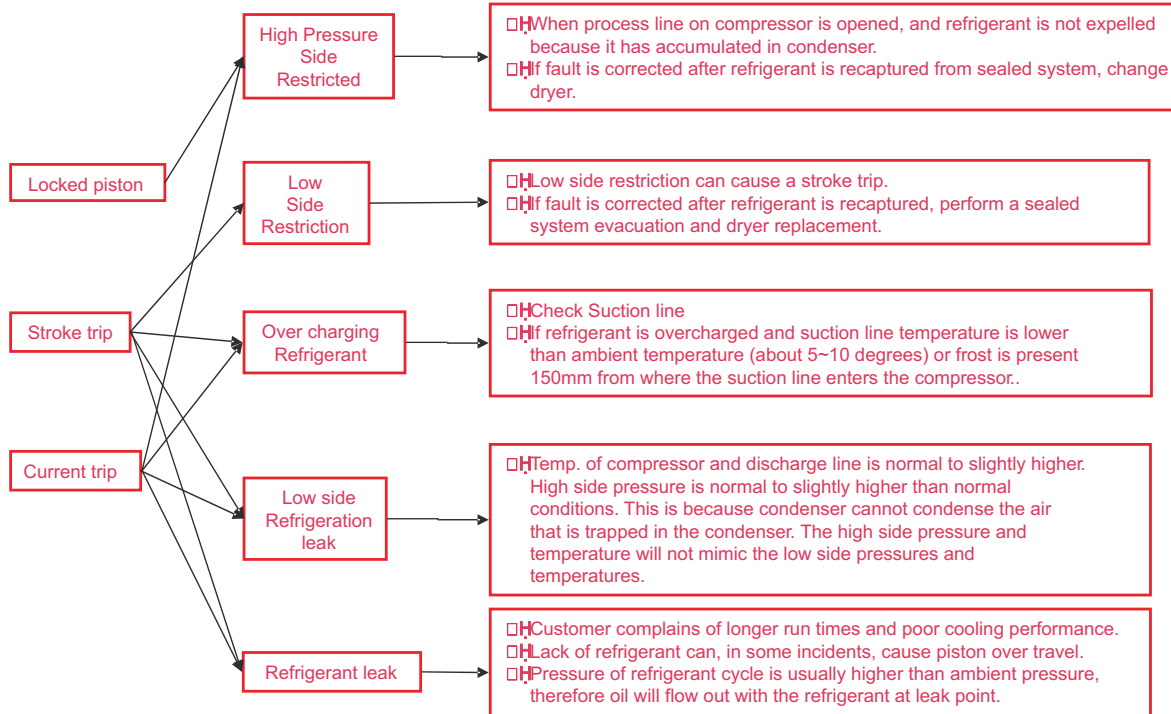 Locked piston
Stroke trip
Current trip
High Pressure
Side
Restricted
When process line on compressor is opened, and refrigerant is not expelled
because it has accumulated in condenser.
If fault is corrected after refrigerant is recaptured from sealed system, change
dryer.
Low
Side
Restriction
Low side restriction can cause a stroke trip.
If fault is corrected after refrigerant is recaptured, perform a sealed
system evacuation and dryer replacement.
Over charging
Refrigerant
Check Suction line
If refrigerant is overcharged and suction line temperature is lower
than ambient temperature (about 5~10 degrees) or frost is present
150mm from where the suction line enters the compressor..
Low side
Refrigeration
leak
Temp. of compressor and discharge line is normal to slightly higher.
High side pressure is normal to slightly higher than normal
conditions. This is because condenser cannot condense the air
that is trapped in the condenser. The high side pressure and
temperature will not mimic the low side pressures and
temperatures.
Refrigerant leak
Customer complains of longer run times and poor cooling performance.
Lack of refrigerant can, in some incidents, cause piston over travel.
Pressure of refrigerant cycle is usually higher than ambient pressure,
therefore oil will flow out with the refrigerant at leak point.